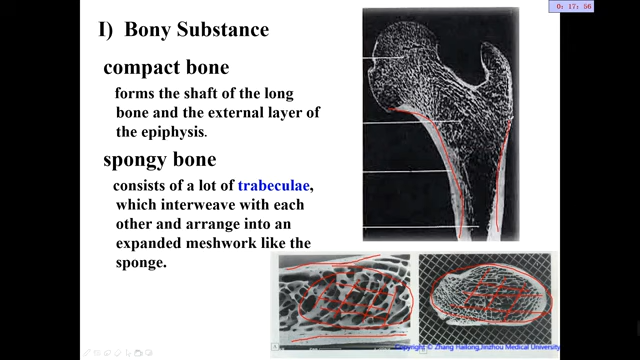 0: 17: 56
I) Bony Substance
compact bone
forms the shaft of the long
bone and the external layer of
the epiphysis.
spongy bone
consists of a lot of trabeculae,
which interweave with each
other and arrange into an
expanded meshwork like the
sponge.
Copyright © Zhang Hailong,Jinzhou Medical University